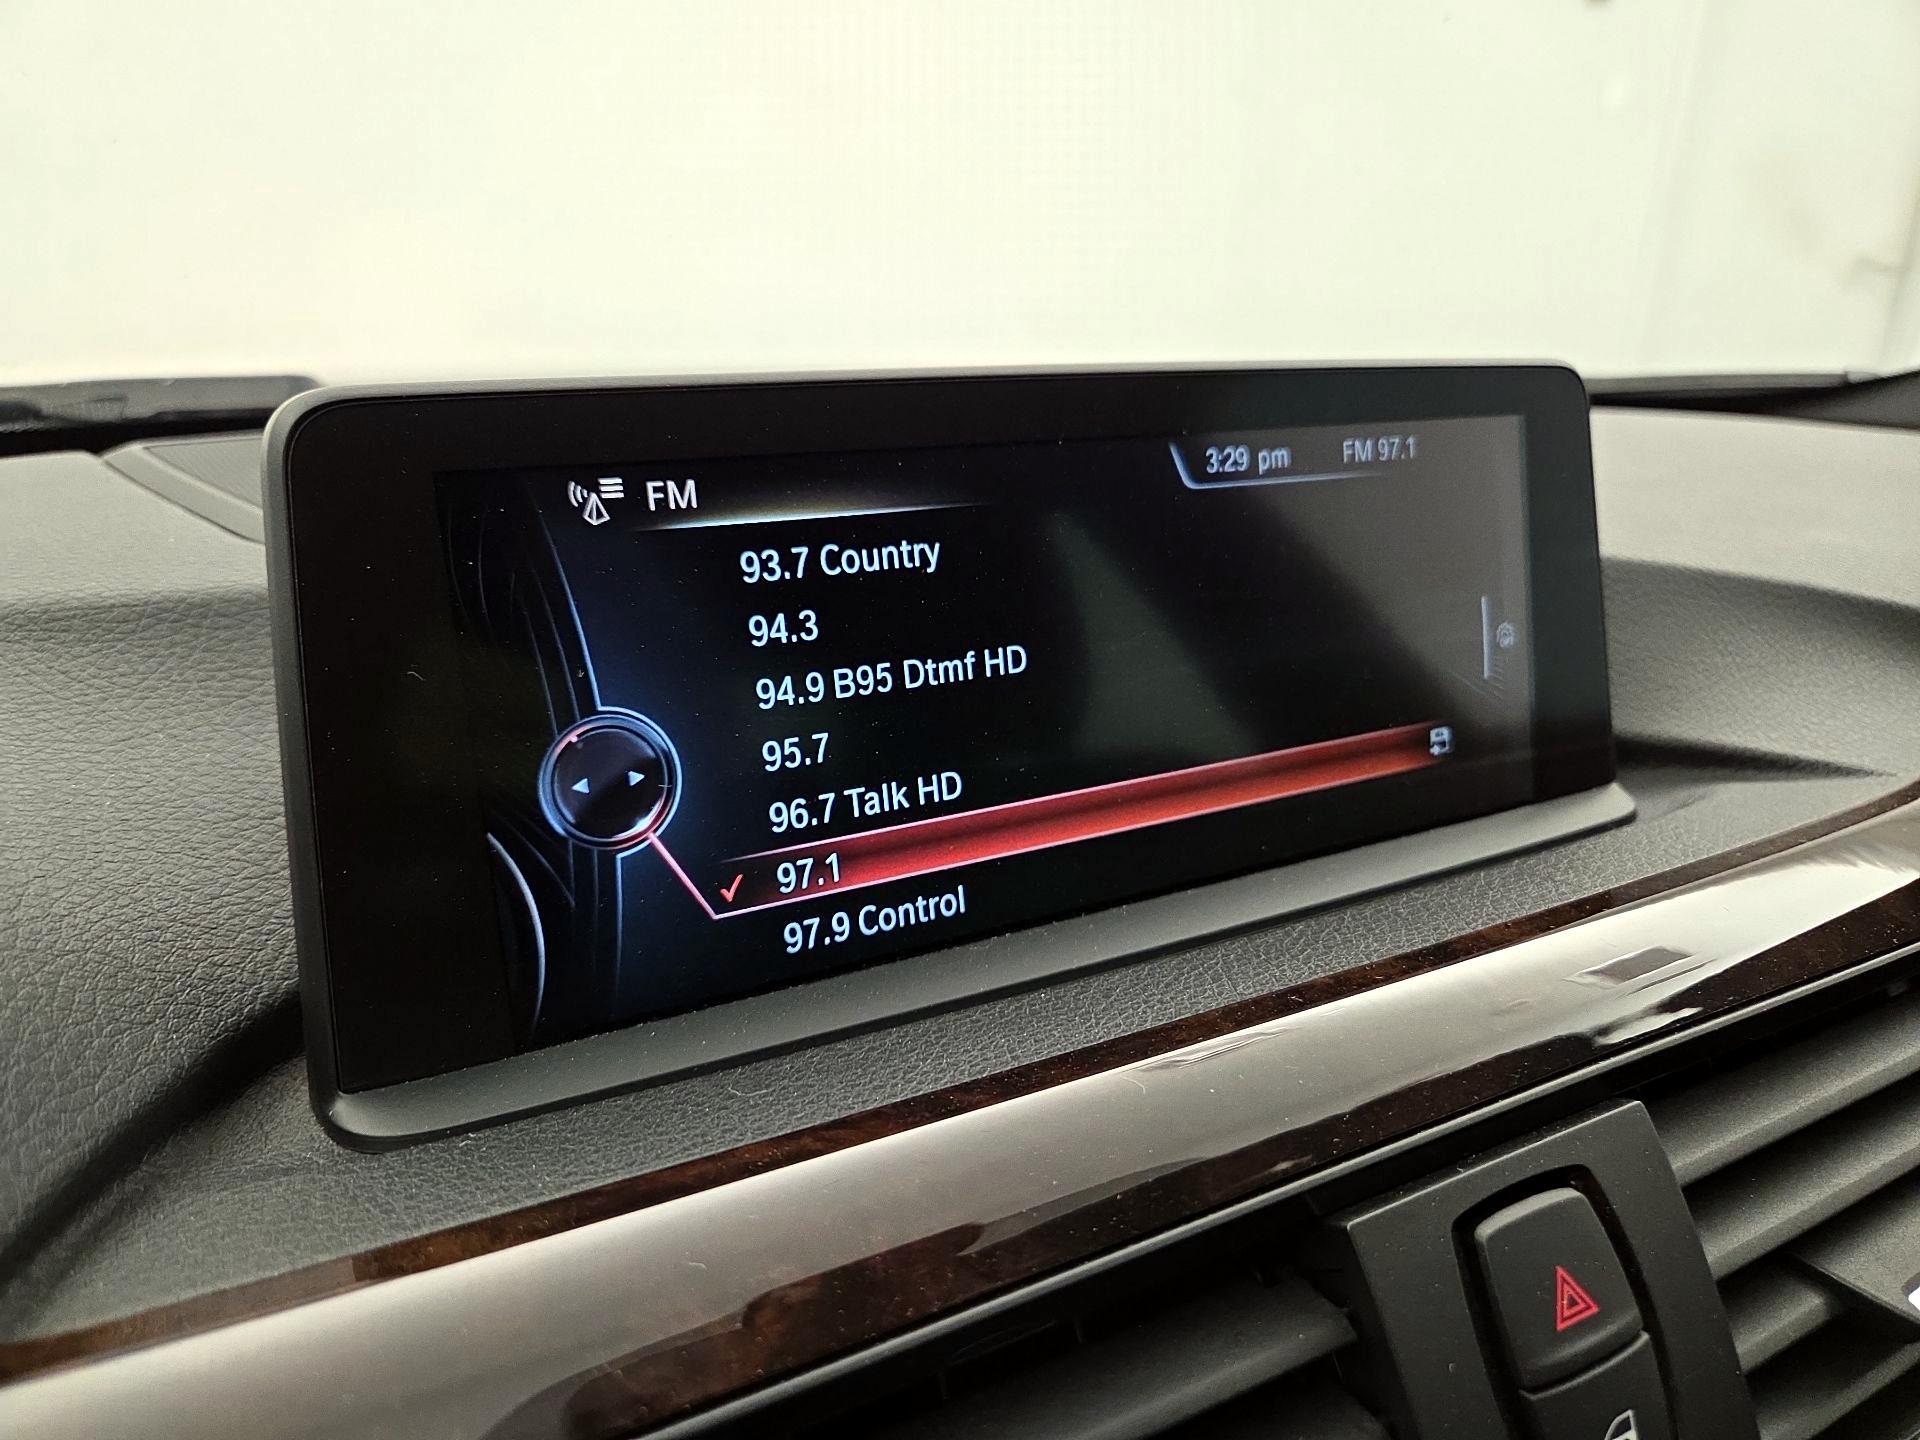 3:29 pm FM 97.1
FM
93.7 Country
94.3
94.9 B95 Dtmf HD
95.7
96.7 Talk HD
97.1
97.9 Control